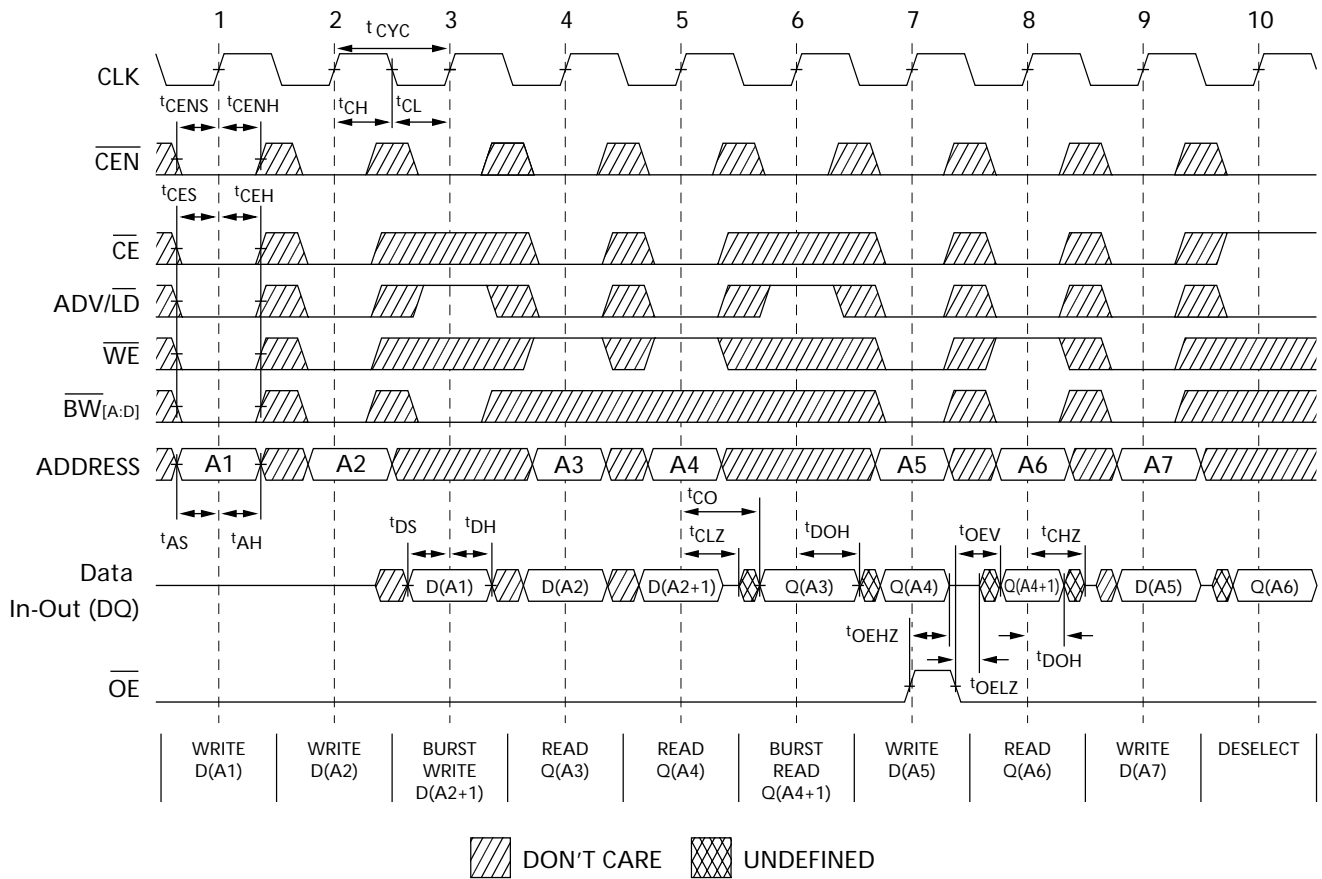 1 2 3 4 5 6 7 8 9 10
tCYC
CLK
tCENS tCENH tCH tCL
CEN
tCES tCEH
CE
ADV/LD
WE
BW[A:D]
ADDRESS A1 A2 A3 A4 A5 A6 A7
tCO
tDS tDH tCLZ tDOH tOEV tCHZ
tAS tAH
Data
In-Out (DQ)
D(A1) D(A2) D(A2+1) Q(A3) Q(A4) Q(A4+1) D(A5) Q(A6)
tOEHZ tDOH
tOELZ
OE
WRITE
D(A1)
WRITE
D(A2)
BURST
WRITE
D(A2+1)
READ
Q(A3)
READ
Q(A4)
BURST
READ
Q(A4+1)
WRITE
D(A5)
READ
Q(A6)
WRITE
D(A7)
DESELECT
DON'T CARE
UNDEFINED